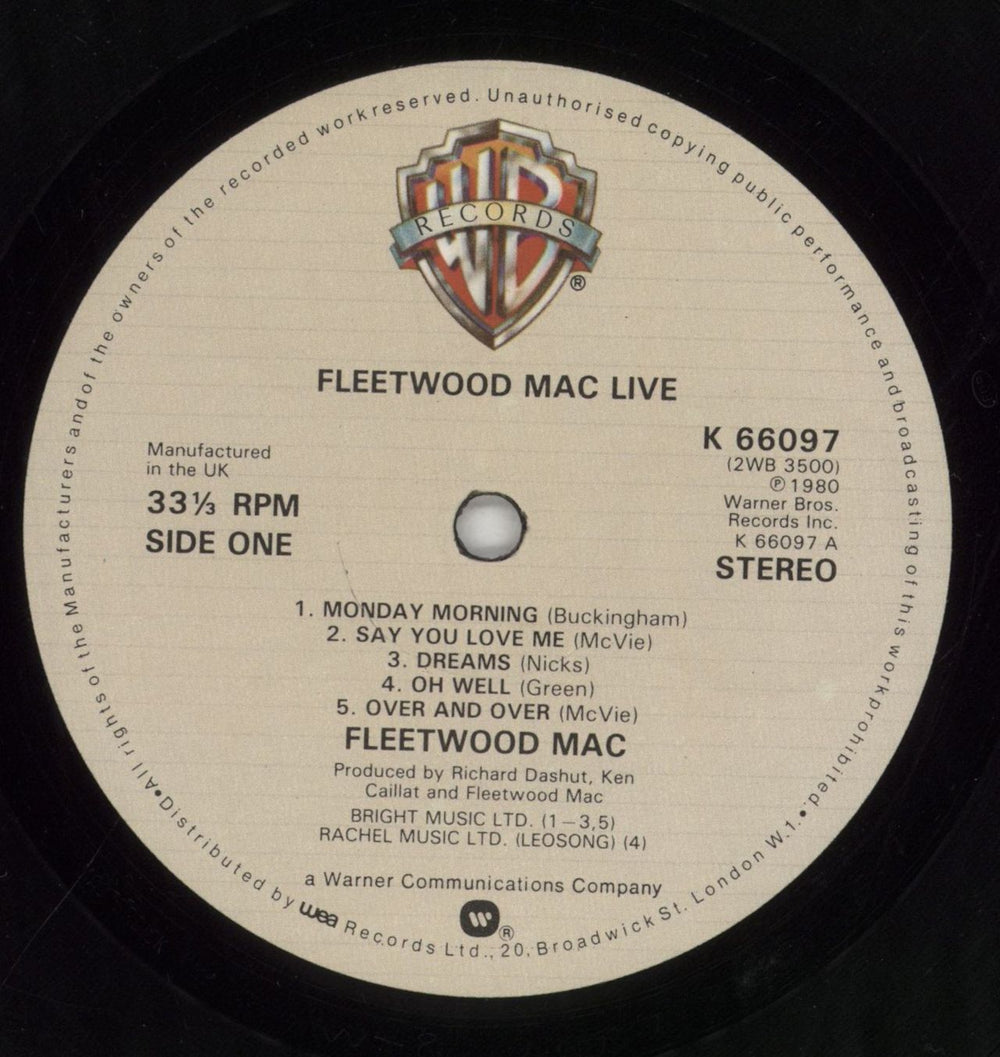 All rights of the Manufacturers and of the owners of the recorded work reserved. Unauthorised copying public performance and broadcasting of this work prohibited.
WB
RECORDS
®
FLEETWOOD MAC LIVE
Manufactured
in the UK
33⅓ RPM
SIDE ONE
K 66097
(2WB 3500)
℗ 1980
Warner Bros.
Records Inc.
K 66097 A
STEREO
1. MONDAY MORNING (Buckingham)
2. SAY YOU LOVE ME (McVie)
3. DREAMS (Nicks)
4. OH WELL (Green)
5. OVER AND OVER (McVie)
FLEETWOOD MAC
Produced by Richard Dashut, Ken
Caillat and Fleetwood Mac
BRIGHT MUSIC LTD. (1–3,5)
RACHEL MUSIC LTD. (LEOSONG) (4)
a Warner Communications Company
W®
•Distributed by wea Records Ltd., 20, Broadwick St. London W.1.•